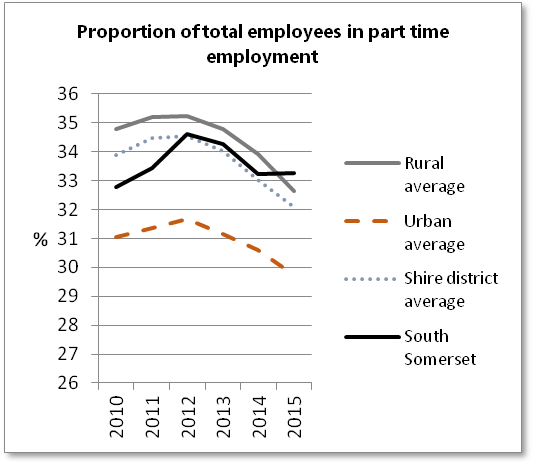 Proportion of total employees in part time
employment
36
35
34
33
32
31
30
29
28
27
26
%
2010
2011
2012
2013
2014
2015
Rural
average
Urban
average
Shire district
average
South
Somerset